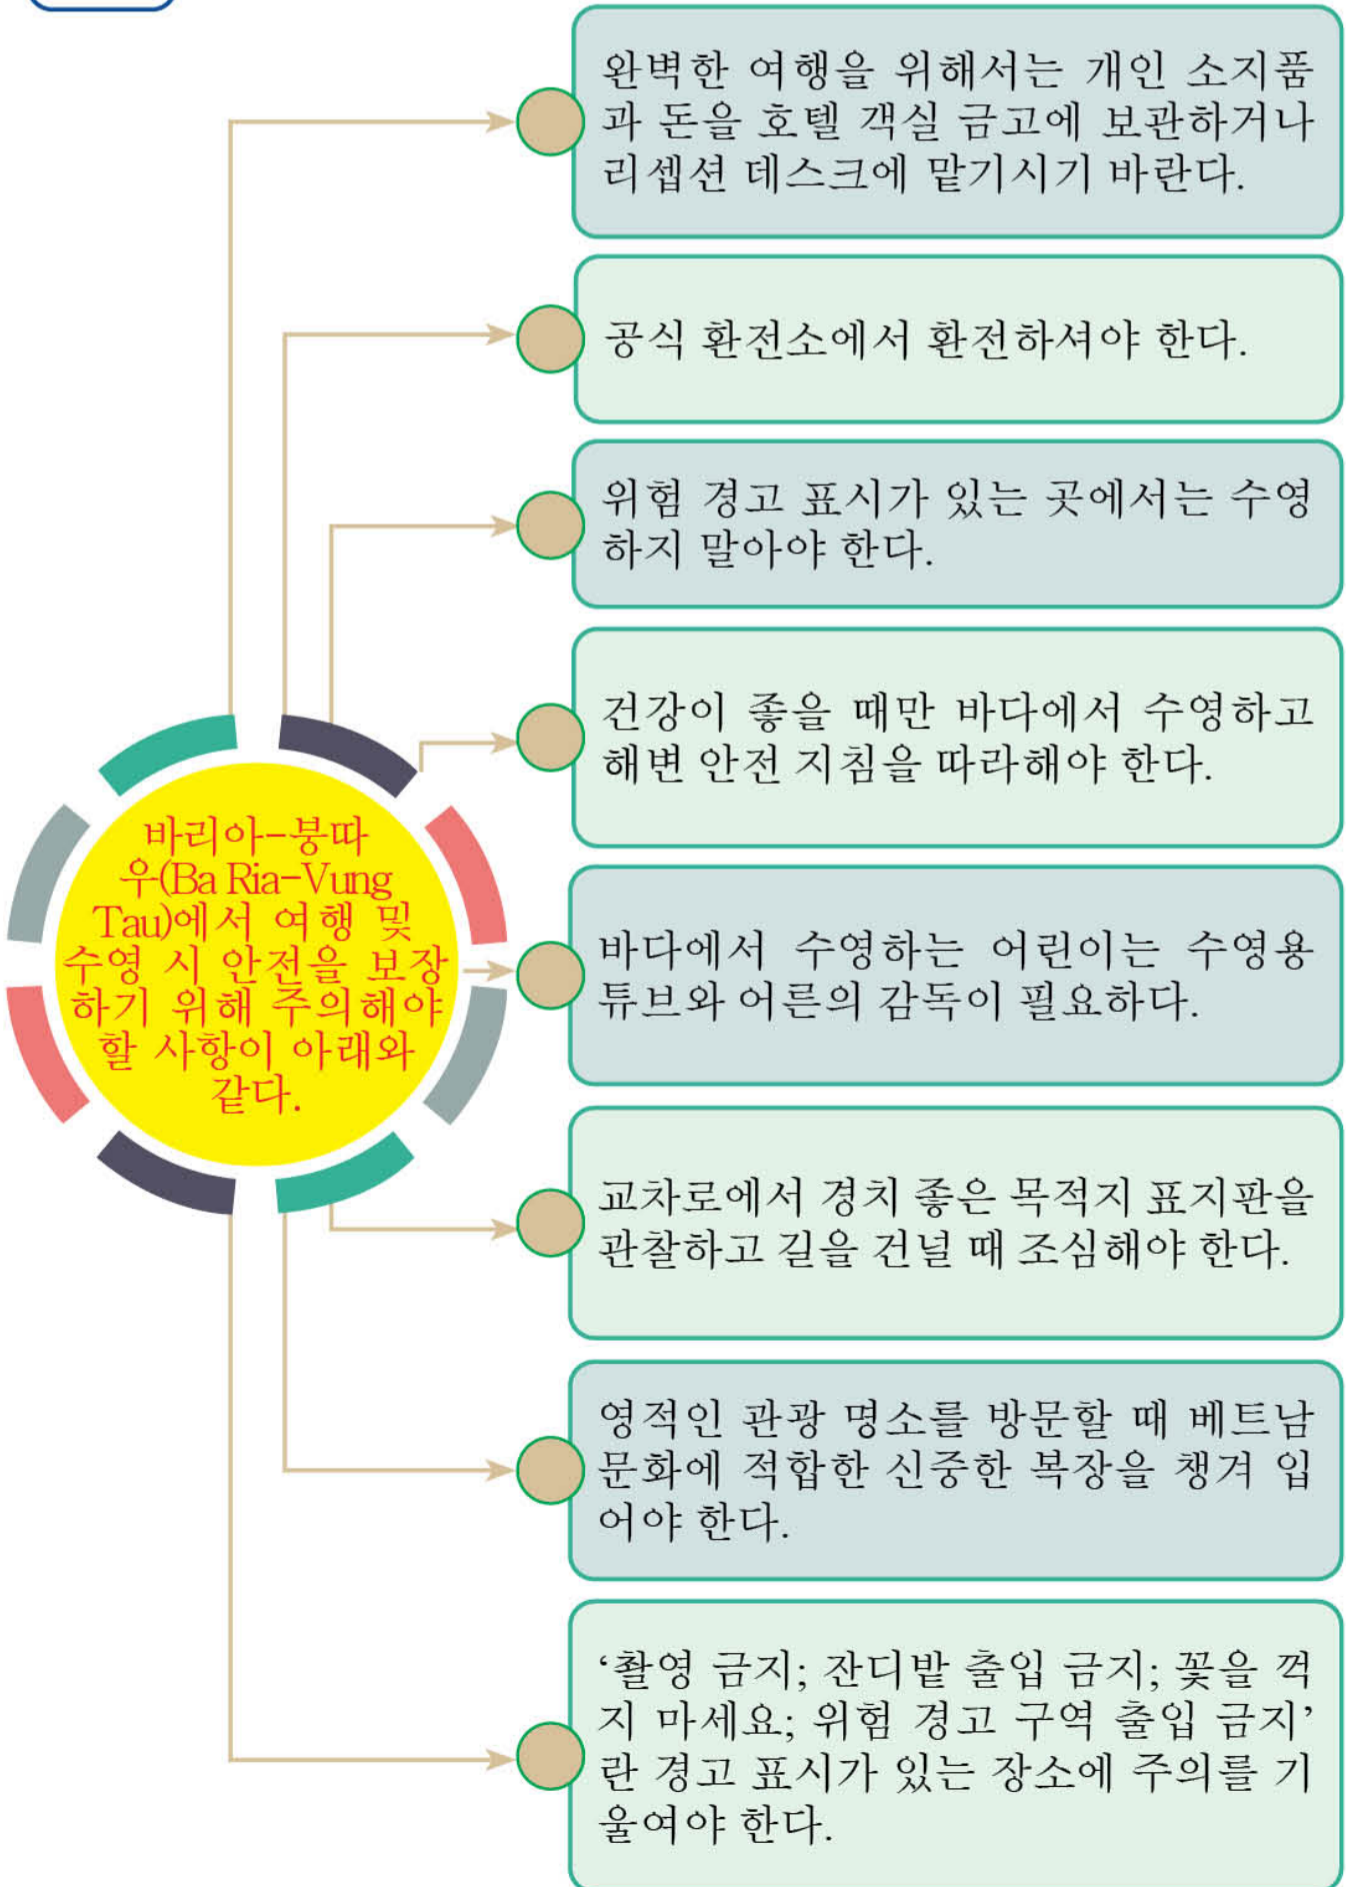 완벽한 여행을 위해서는 개인 소지품
과 돈을 호텔 객실 금고에 보관하거나
리셉션 데스크에 맡기시기 바란다.
공식 환전소에서 환전하셔야 한다.
위험 경고 표시가 있는 곳에서는 수영
하지 말아야 한다.
건강이 좋을 때만 바다에서 수영하고
해변 안전 지침을 따라해야 한다.
바리아-붕따
우(Ba Ria-Vung
Tau)에서 여행 및
수영 시 안전을 보장
하기 위해 주의해야
할 사항이 아래와
같다.
바다에서 수영하는 어린이는 수영용
튜브와 어른의 감독이 필요하다.
교차로에서 경치 좋은 목적지 표지판을
관찰하고 길을 건널 때 조심해야 한다.
영적인 관광 명소를 방문할 때 베트남
문화에 적합한 신중한 복장을 챙겨 입
어야 한다.
‘촬영 금지; 잔디밭 출입 금지; 꽃을 꺽
지 마세요; 위험 경고 구역 출입 금지’
란 경고 표시가 있는 장소에 주의를 기
울여야 한다.